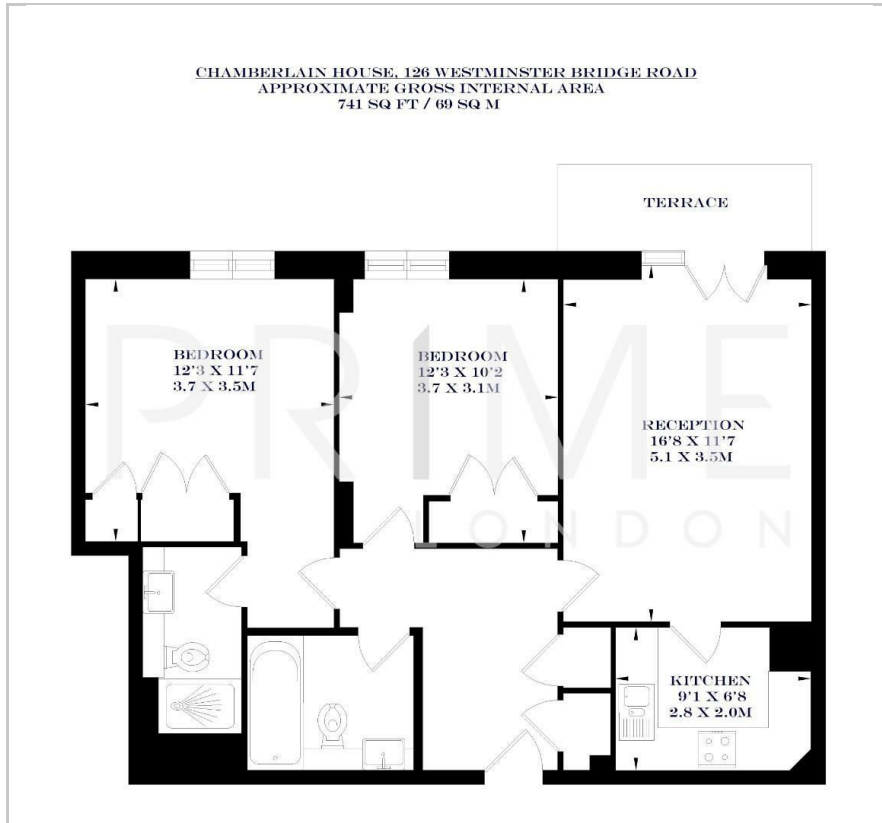 CHAMBERLAIN HOUSE, 126 WESTMINSTER BRIDGE ROAD
APPROXIMATE GROSS INTERNAL AREA
741 SQ FT / 69 SQ M
TERRACE
BEDROOM
12'3 X 11'7
3.7 X 3.5M
BEDROOM
12'3 X 10'2
3.7 X 3.1M
RECEPTION
16'8 X 11'7
5.1 X 3.5M
KITCHEN
9'1 X 6'8
2.8 X 2.0M
PRIME
LONDON